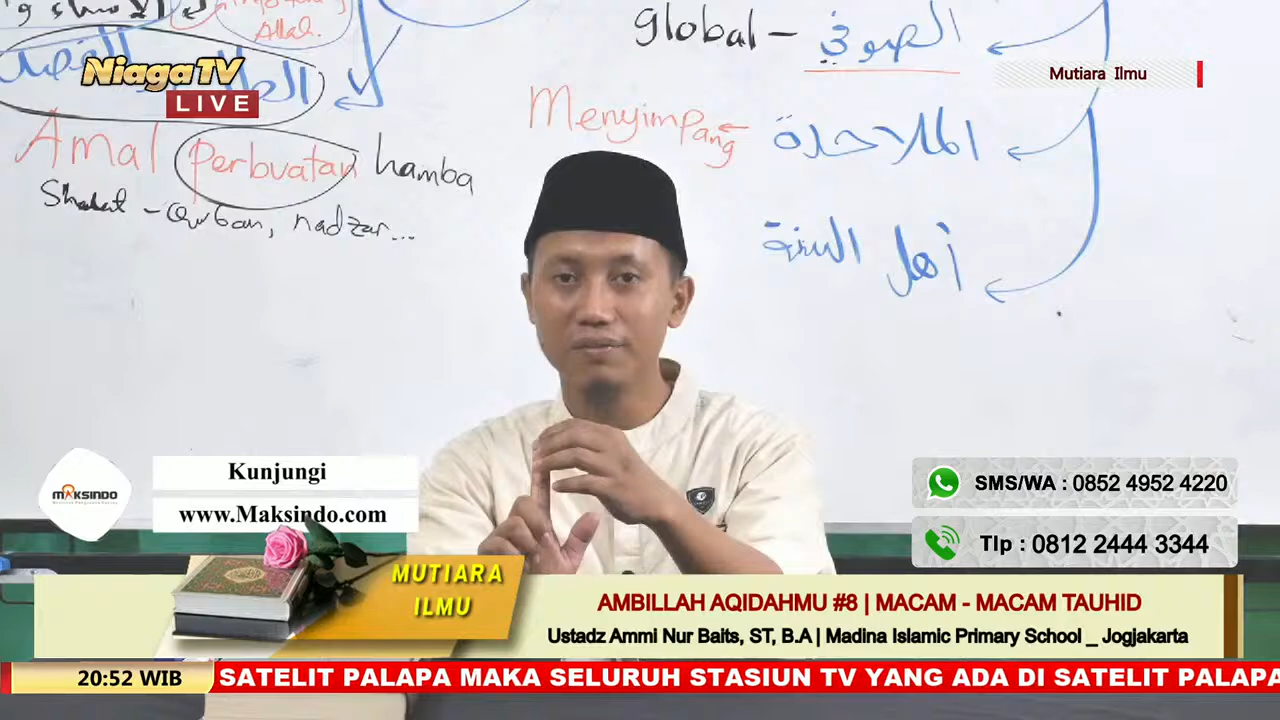 Allah.
global - الصوفي
NiagaTV
LIVE
Mutiara Ilmu
Menyimpang
الملاحدة
Amal perbuatan hamba
Shalat - Qurban, nadzar...
أهل السنة
MAKSINDO
Kunjungi
www.Maksindo.com
SMS/WA : 0852 4952 4220
Tlp : 0812 2444 3344
MUTIARA
ILMU
AMBILLAH AQIDAHMU #8 | MACAM - MACAM TAUHID
Ustadz Ammi Nur Baits, ST, B.A | Madina Islamic Primary School _ Jogjakarta
20:52 WIB
SATELIT PALAPA MAKA SELURUH STASIUN TV YANG ADA DI SATELIT PALAPA